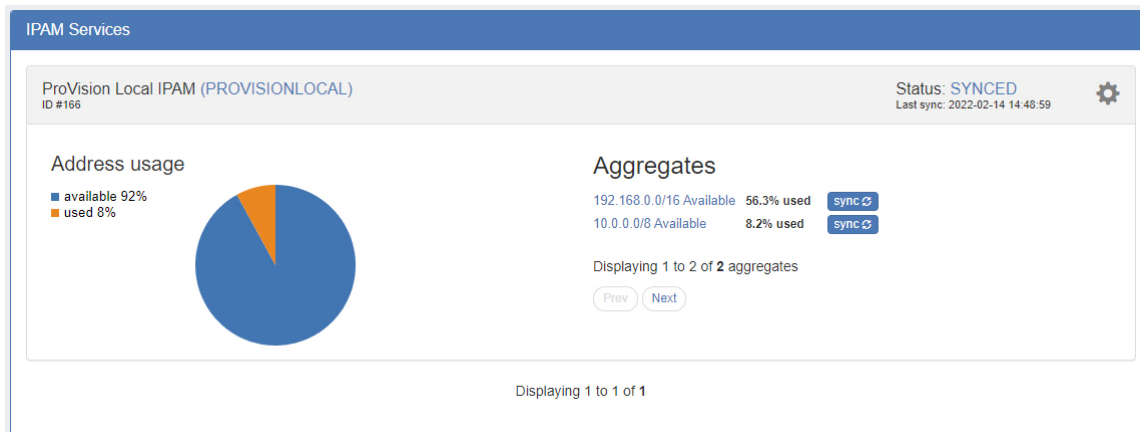 IPAM Services
ProVision Local IPAM (PROVISIONLOCAL)
ID #166
Status: SYNCED
Last sync: 2022-02-14 14:48:59
Address usage
available 92%
used 8%
Aggregates
192.168.0.0/16 Available 56.3% used sync
10.0.0.0/8 Available 8.2% used sync
Displaying 1 to 2 of 2 aggregates
Prev Next
Displaying 1 to 1 of 1